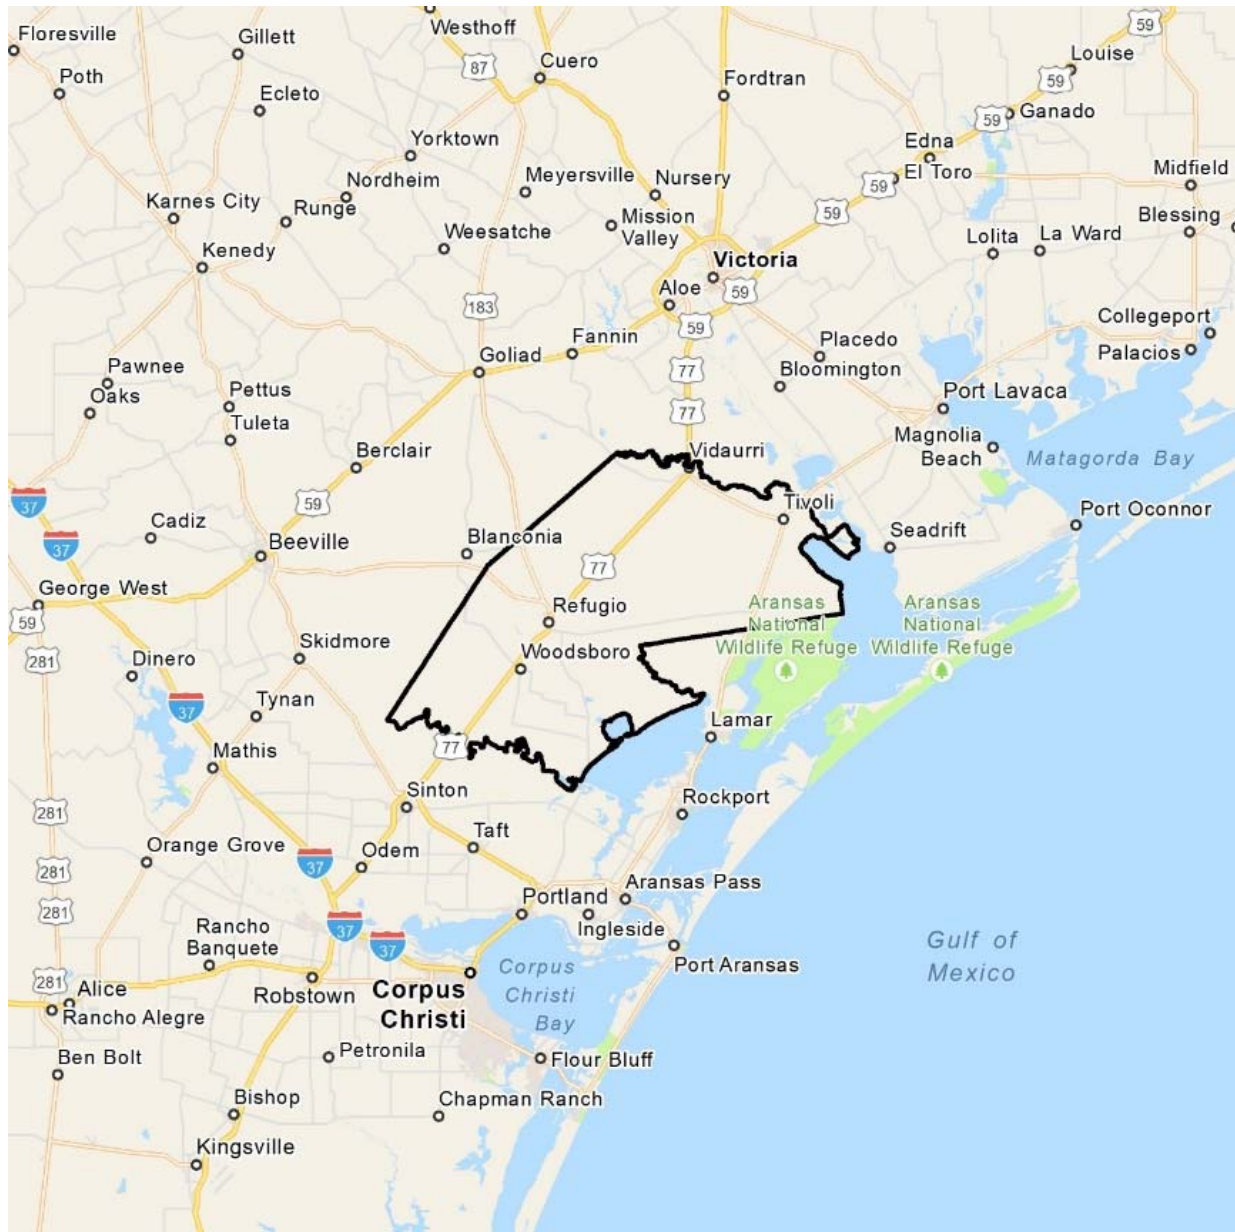 Floresville
Gillett
Westhoff
59
Louise
Poth
87
Cuero
Fordtran
59
Ecleto
59
Ganado
Yorktown
Edna
Nordheim
Meyersville
Nursery
59
El Toro
Midfield
Karnes City
Runge
Mission
Valley
59
Blessing
Weesatche
Lolita
La Ward
Kenedy
Victoria
Aloe
59
183
59
Collegeport
Fannin
Placedo
Palacios
Goliad
77
Bloomington
Pawnee
Oaks
Pettus
77
Port Lavaca
Tuleta
Magnolia
Beach
Berclair
Vidaurri
Matagorda Bay
37
59
Tivoli
Port Oconnor
Cadiz
37
Beeville
Blanconia
Seadrift
77
George West
59
Refugio
Aransas
National
Wildlife Refuge
Aransas
National
Wildlife Refuge
Skidmore
Woodsboro
281
Dinero
37
Tynan
Lamar
77
Mathis
Sinton
Rockport
281
Taft
Orange Grove
37
Odem
281
Aransas Pass
281
Portland
37
Ingleside
Rancho
Banquete
37
Gulf of
Mexico
Port Aransas
Corpus
Christi
Bay
281
Alice
Robstown
Corpus
Christi
Rancho Alegre
Ben Bolt
Petronila
Flour Bluff
Bishop
Chapman Ranch
Kingsville